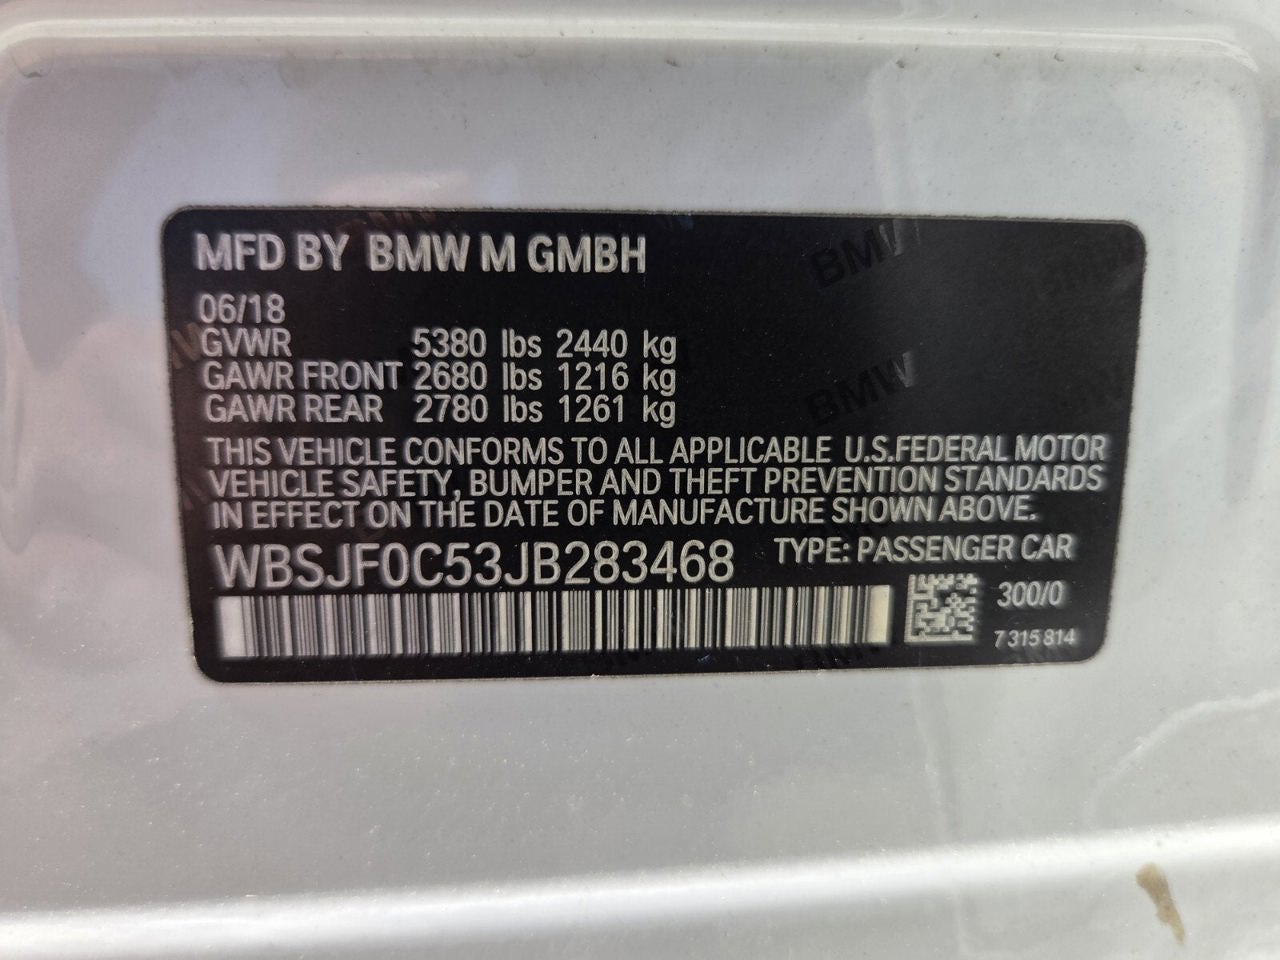 MFD BY BMW M GMBH
06/18
GVWR 5380 lbs 2440 kg
GAWR FRONT 2680 lbs 1216 kg
GAWR REAR 2780 lbs 1261 kg
THIS VEHICLE CONFORMS TO ALL APPLICABLE U.S.FEDERAL MOTOR
VEHICLE SAFETY, BUMPER AND THEFT PREVENTION STANDARDS
IN EFFECT ON THE DATE OF MANUFACTURE SHOWN ABOVE.
WBSJF0C53JB283468 TYPE: PASSENGER CAR
300/0
7 315 814